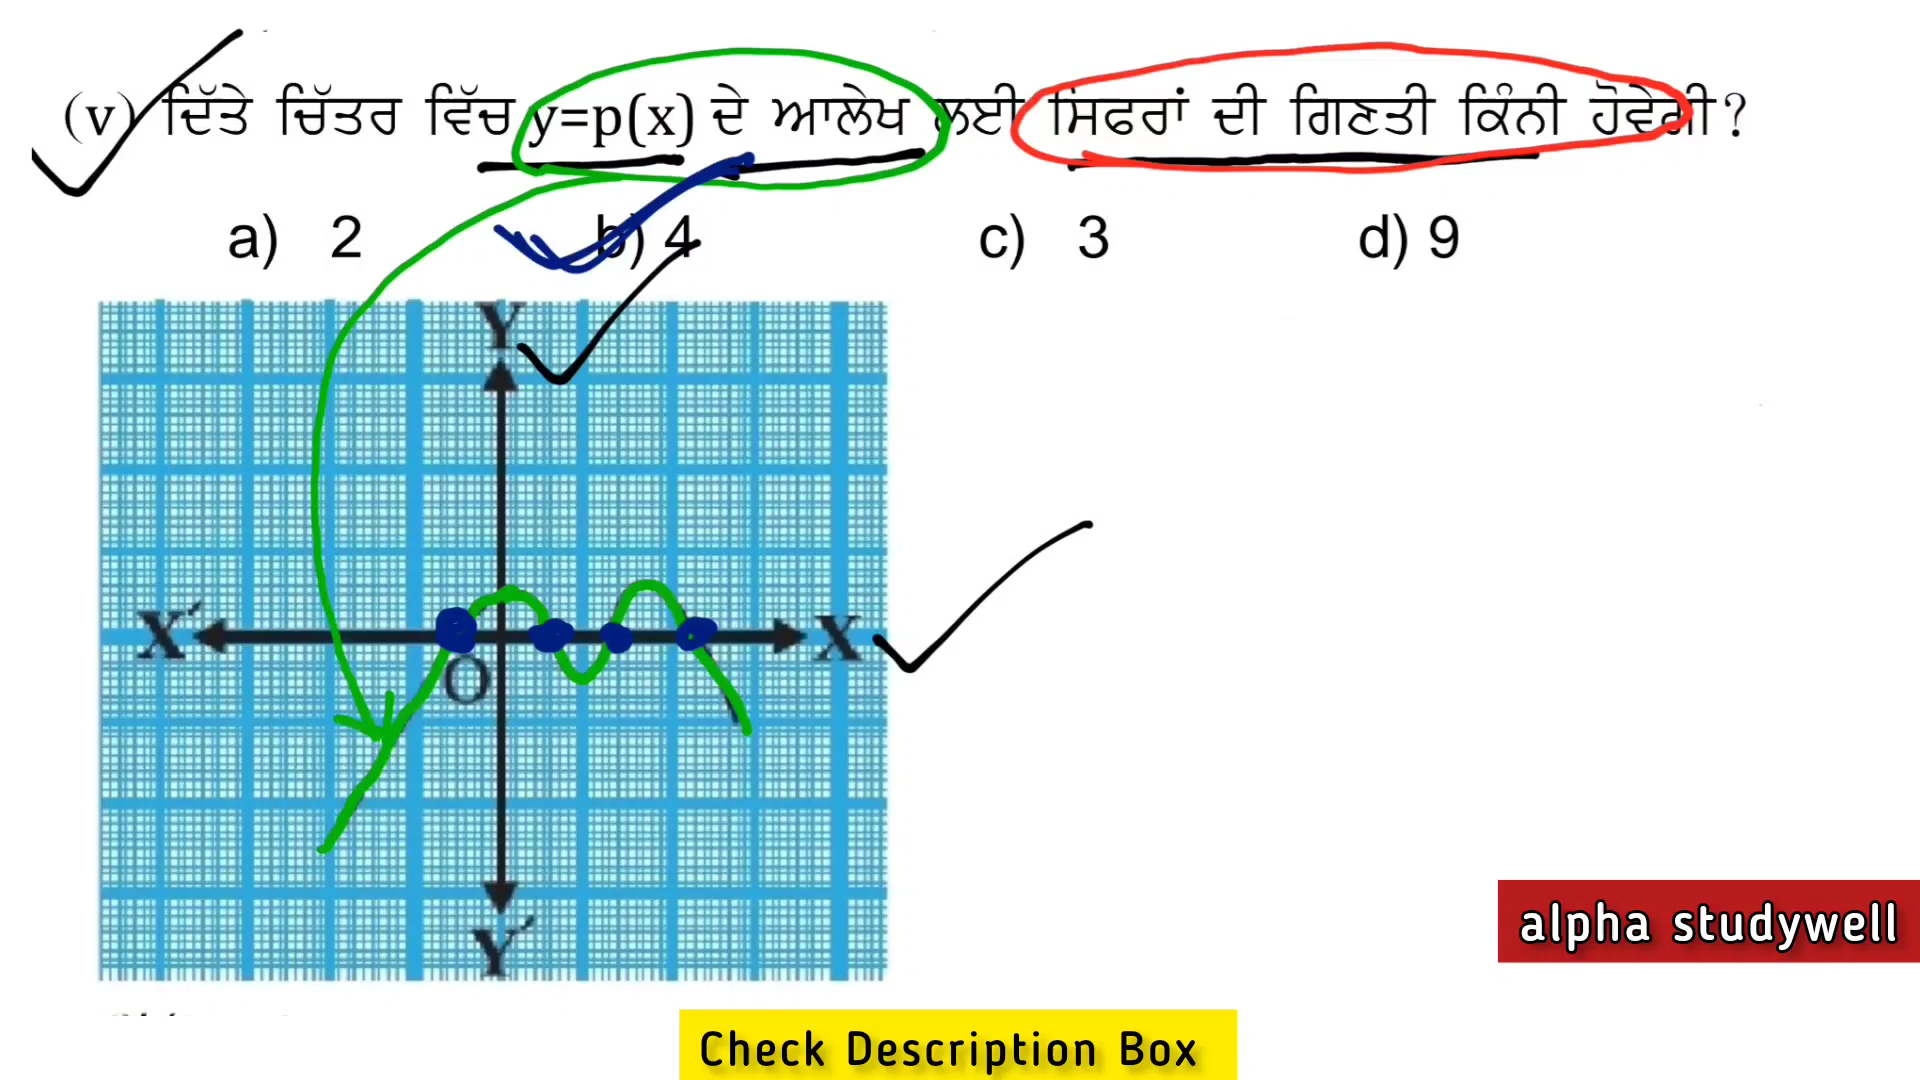 (v) ਦਿੱਤੇ ਚਿੱਤਰ ਵਿੱਚ y=p(x) ਦੇ ਆਲੇਖ ਲਈ ਸਿਫਰਾਂ ਦੀ ਗਿਣਤੀ ਕਿੰਨੀ ਹੋਵੇਗੀ?
a) 2 b) 4 c) 3 d) 9
Y
X′ X
O
Y′
alpha studywell
Check Description Box